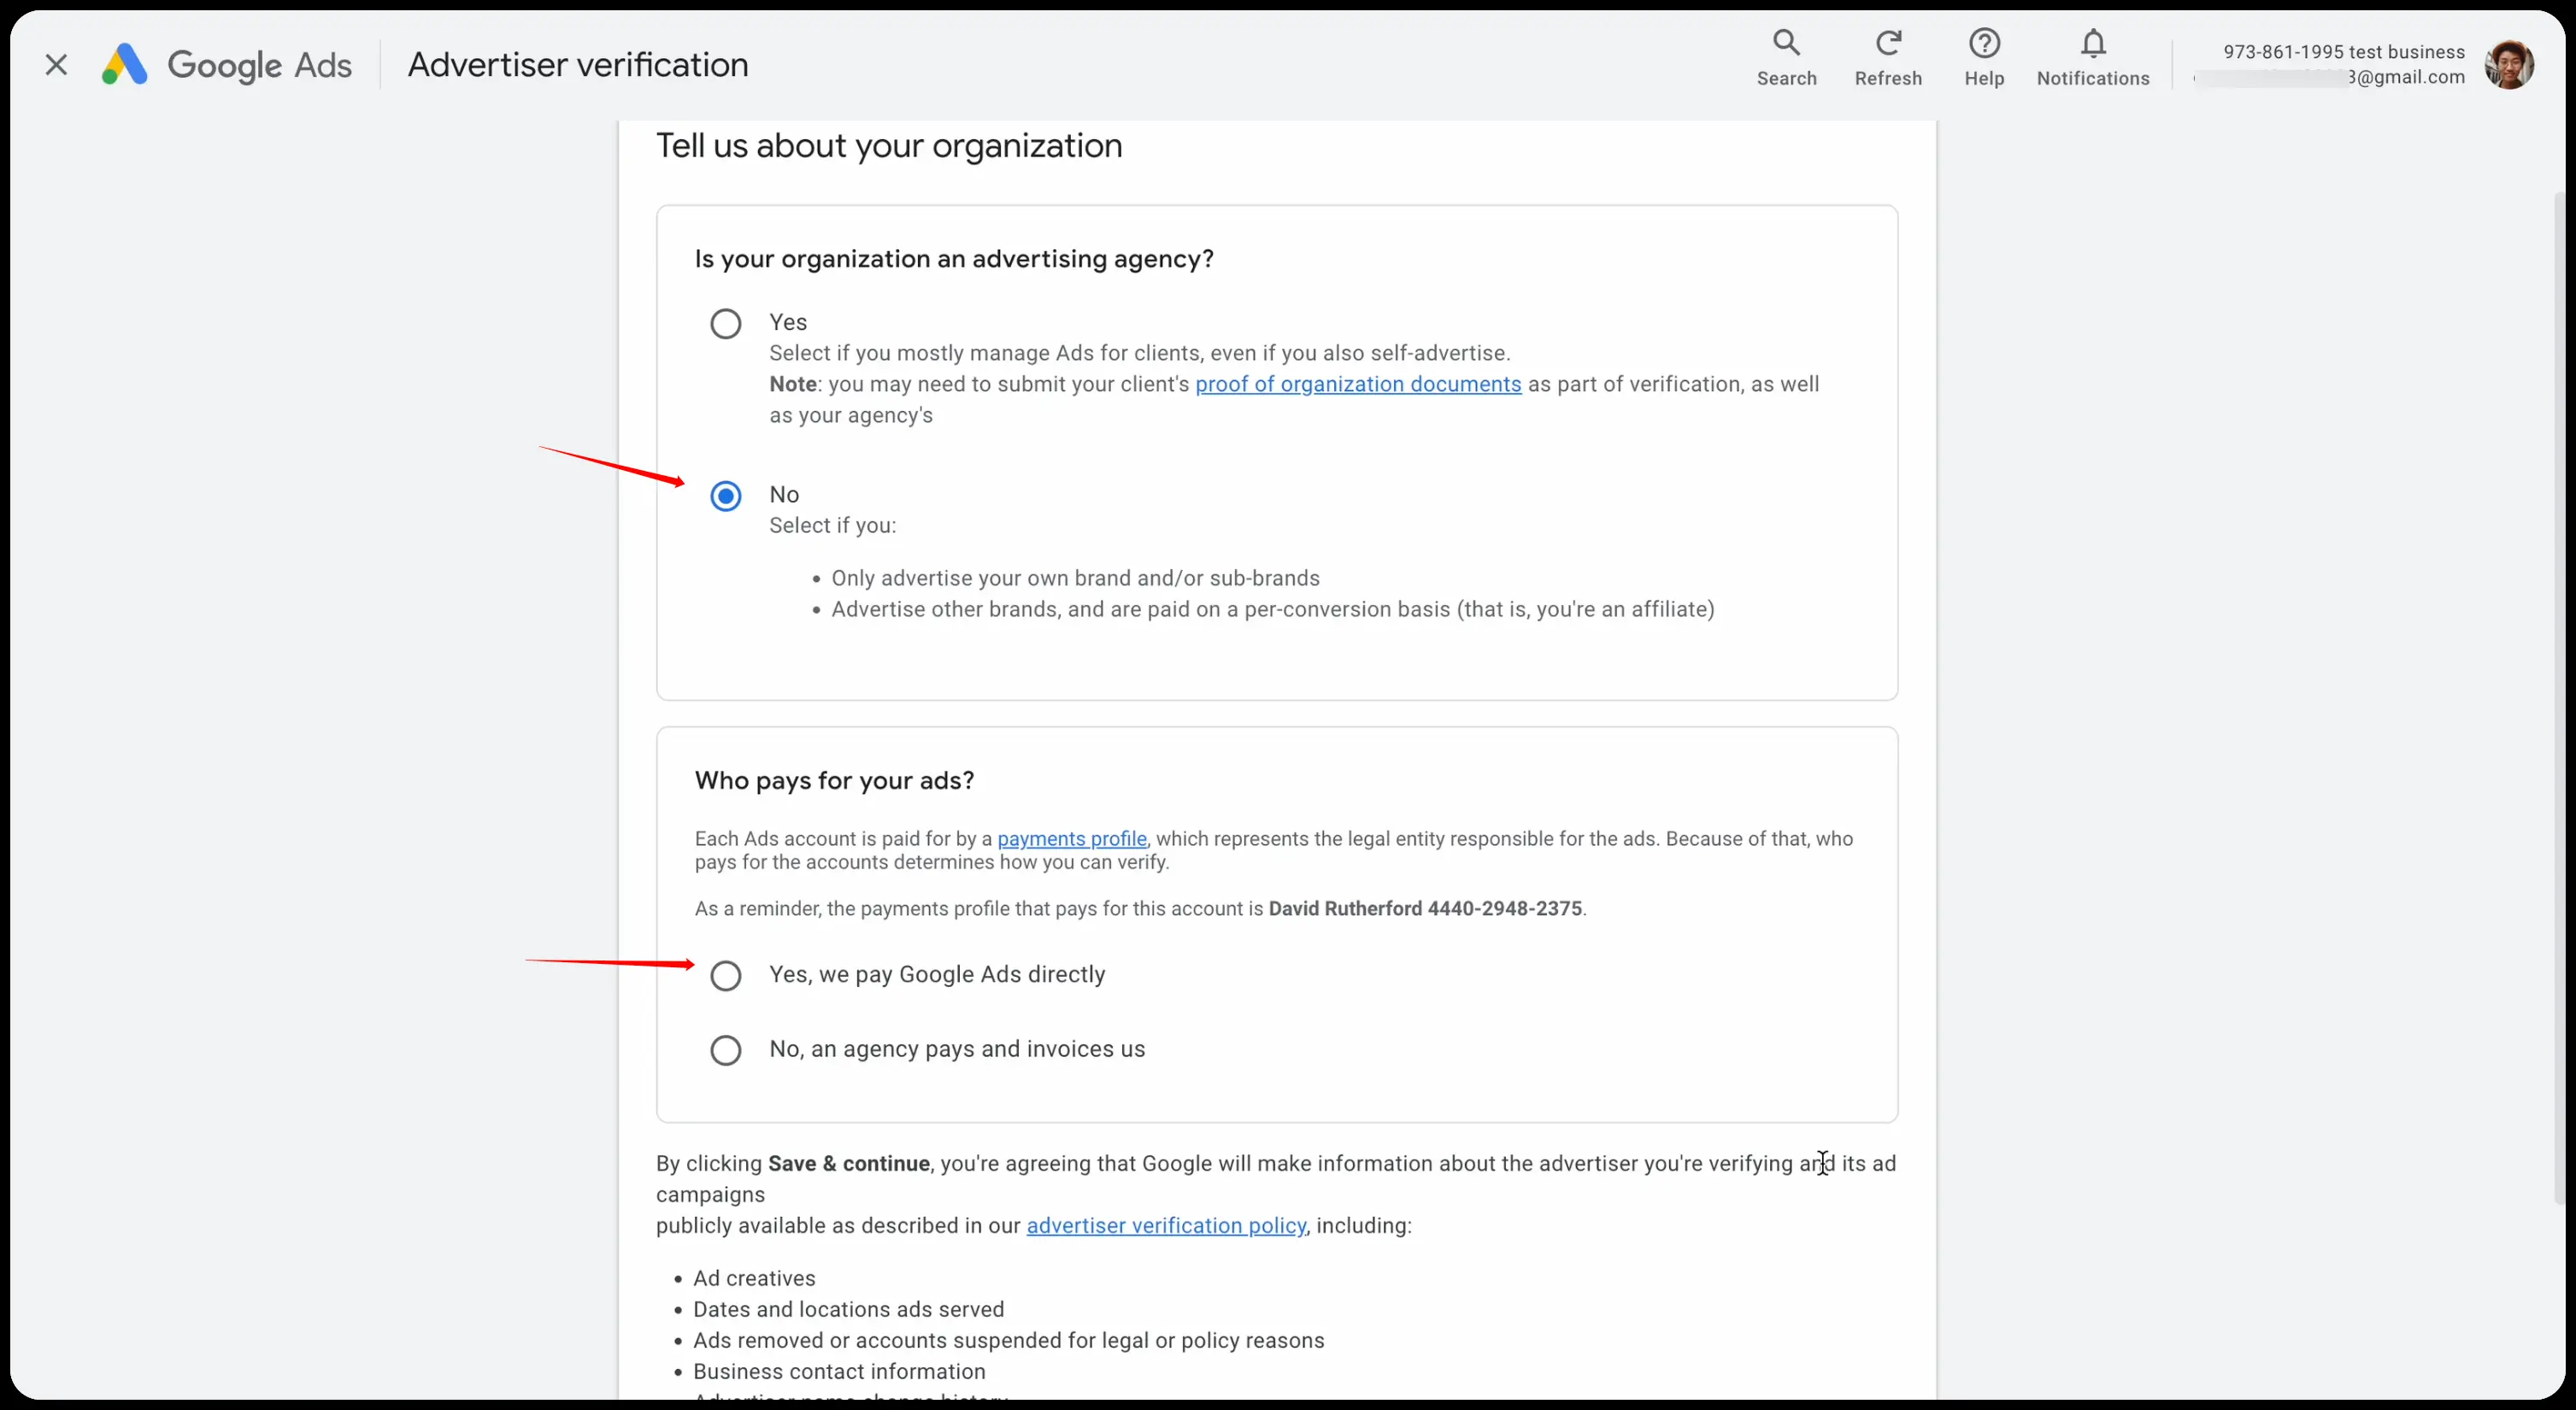 Google Ads
Advertiser verification
Search
Refresh
Help
Notifications
973-861-1995 test business
3@gmail.com
Tell us about your organization
Is your organization an advertising agency?
Yes
Select if you mostly manage Ads for clients, even if you also self-advertise.
Note: you may need to submit your client's proof of organization documents as part of verification, as well
as your agency's
No
Select if you:
• Only advertise your own brand and/or sub-brands
• Advertise other brands, and are paid on a per-conversion basis (that is, you're an affiliate)
Who pays for your ads?
Each Ads account is paid for by a payments profile, which represents the legal entity responsible for the ads. Because of that, who
pays for the accounts determines how you can verify.
As a reminder, the payments profile that pays for this account is David Rutherford 4440-2948-2375.
Yes, we pay Google Ads directly
No, an agency pays and invoices us
By clicking Save & continue, you're agreeing that Google will make information about the advertiser you're verifying and its ad
campaigns
publicly available as described in our advertiser verification policy, including:
• Ad creatives
• Dates and locations ads served
• Ads removed or accounts suspended for legal or policy reasons
• Business contact information